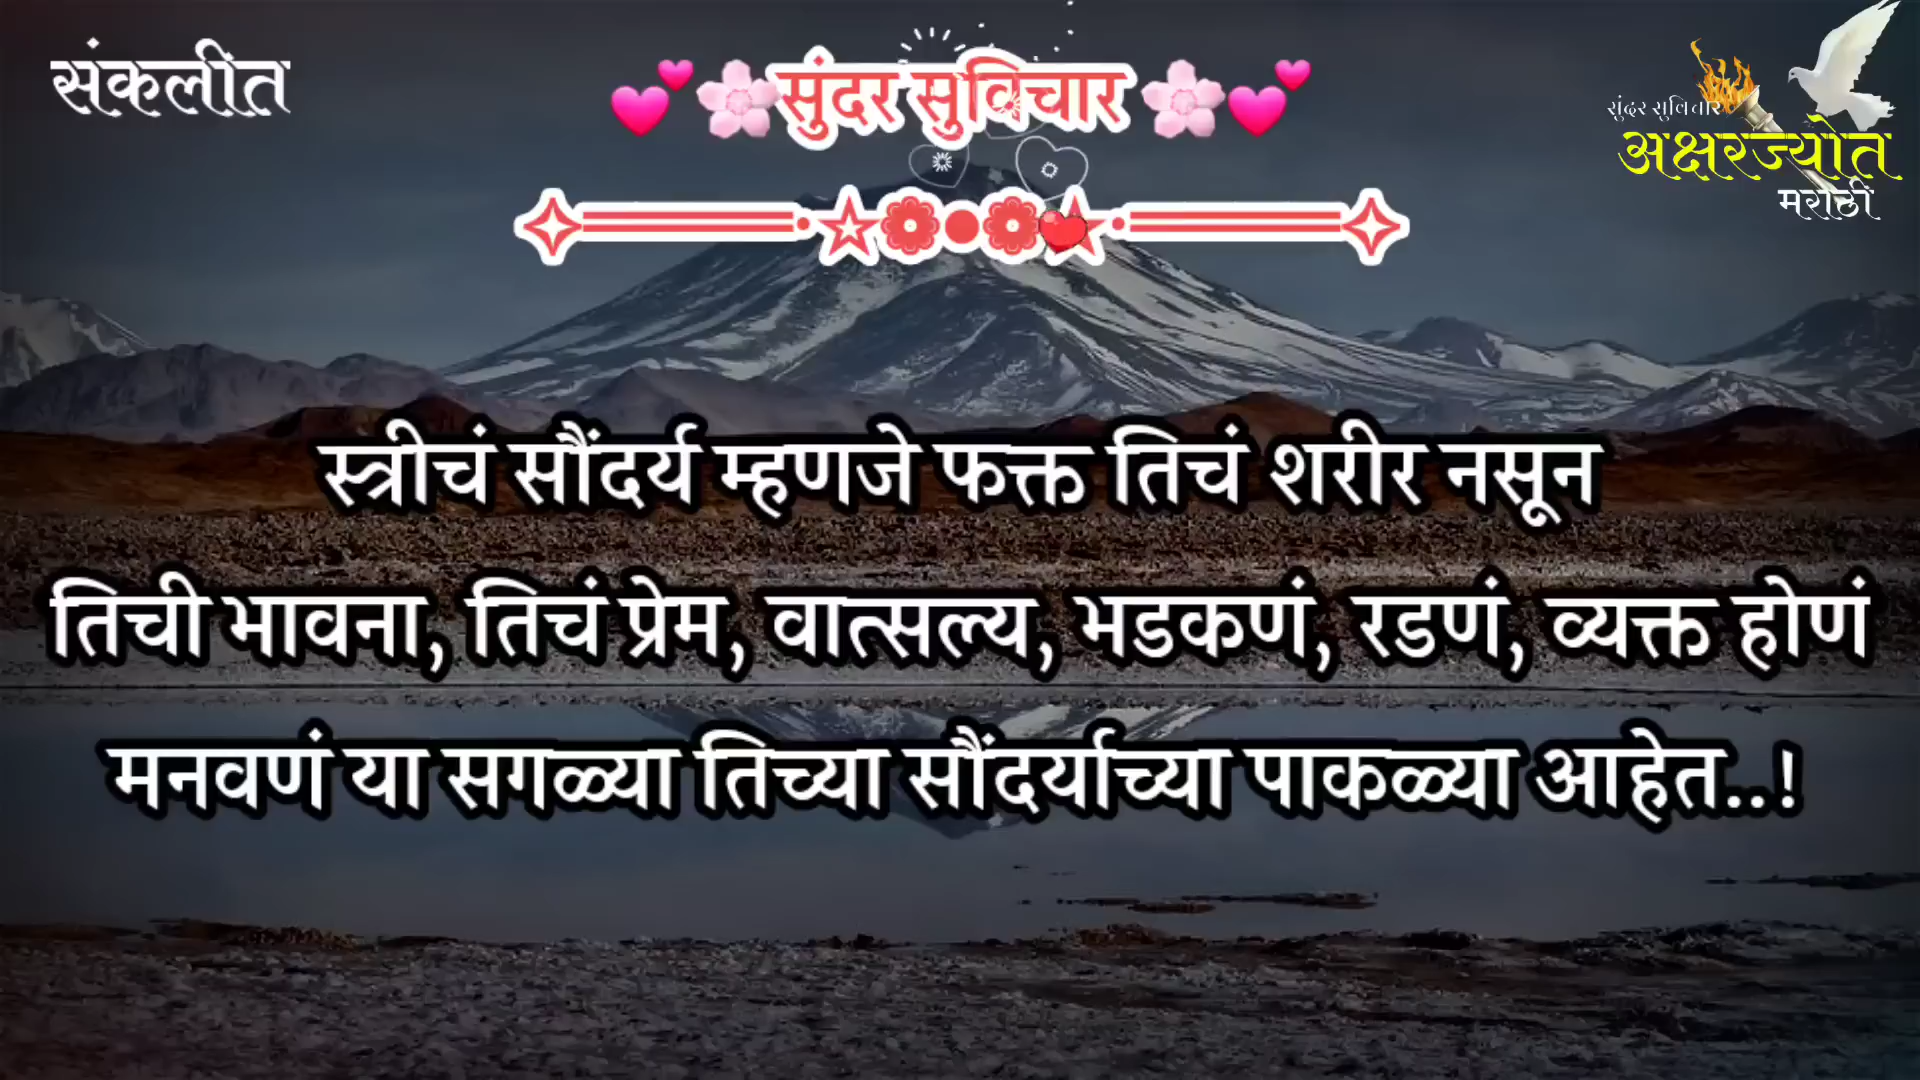 संकलीत
💕🌸सुंदर सुविचार 🌸💕
सुंदर सुविचार
अक्षरज्योत
मराठी
स्त्रीचं सौंदर्य म्हणजे फक्त तिचं शरीर नसून
तिची भावना, तिचं प्रेम, वात्सल्य, भडकणं, रडणं, व्यक्त होणं
मनवणं या सगळ्या तिच्या सौंदर्याच्या पाकळ्या आहेत..!